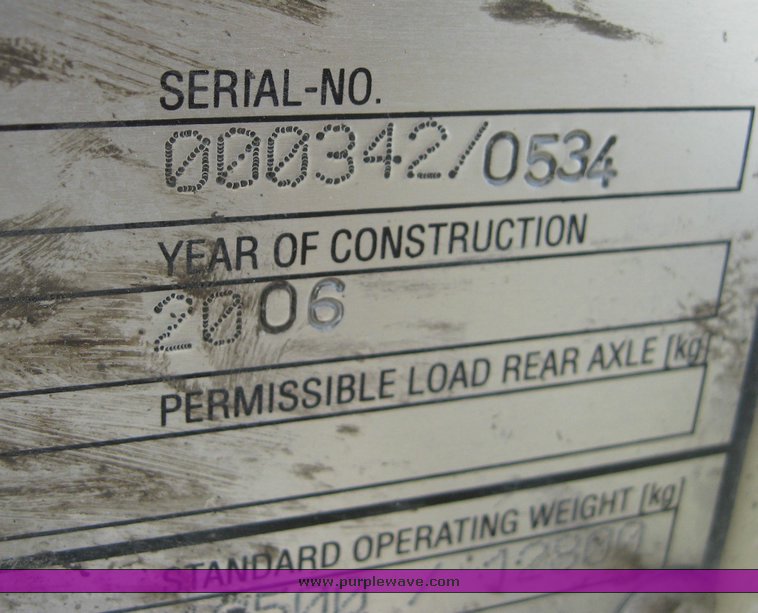 SERIAL-NO.
000342/0534
YEAR OF CONSTRUCTION
2006
PERMISSIBLE LOAD REAR AXLE [kg]
STANDARD OPERATING WEIGHT [kg]
www.purplewave.com